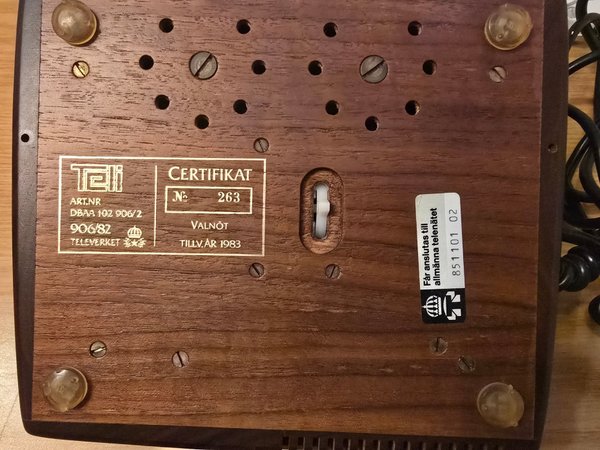 Teli
ART.NR
DBAA 102 906/2
906/82
TELEVERKET
CERTIFIKAT
№ 263
VALNÖT
TILLV.ÅR 1983
Får anslutas till
allmänna telenätet
851101 02